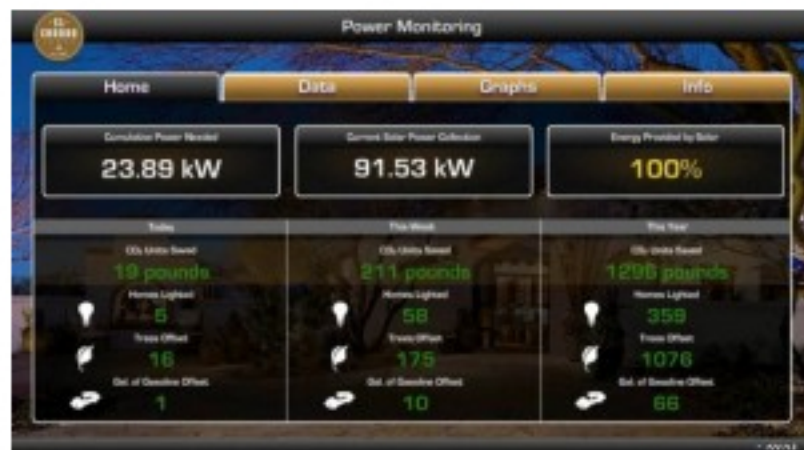 EL
CHORRO
Power Monitoring
Home
Data
Graphs
Info
Cumulative Power Needed
23.89 kW
Current Solar Power Collection
91.53 kW
Energy Provided by Solar
100%
Today
CO₂ Units Saved
19 pounds
Homes Lighted
5
Trees Offset
16
Gal. of Gasoline Offset
1
This Week
CO₂ Units Saved
211 pounds
Homes Lighted
58
Trees Offset
175
Gal. of Gasoline Offset
10
This Year
CO₂ Units Saved
1296 pounds
Homes Lighted
359
Trees Offset
1076
Gal. of Gasoline Offset
66